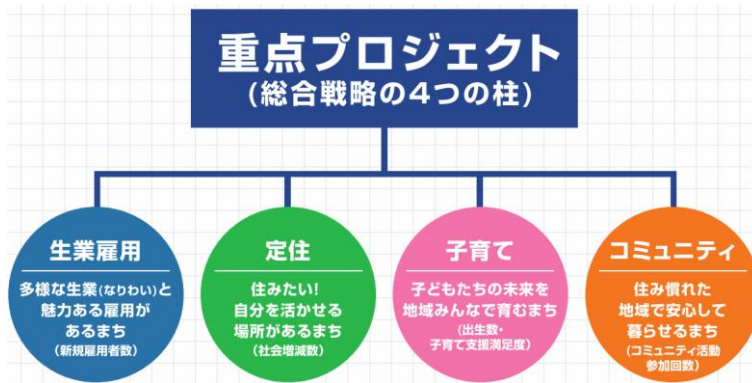 重点プロジェクト
(総合戦略の4つの柱)
生業雇用
多様な生業(なりわい)と
魅力ある雇用が
あるまち
(新規雇用者数)
定住
住みたい!
自分を活かせる
場所があるまち
(社会増減数)
子育て
子どもたちの未来を
地域みんなで育むまち
(出生数・
子育て支援満足度)
コミュニティ
住み慣れた
地域で安心して
暮らせるまち
(コミュニティ活動
参加回数)